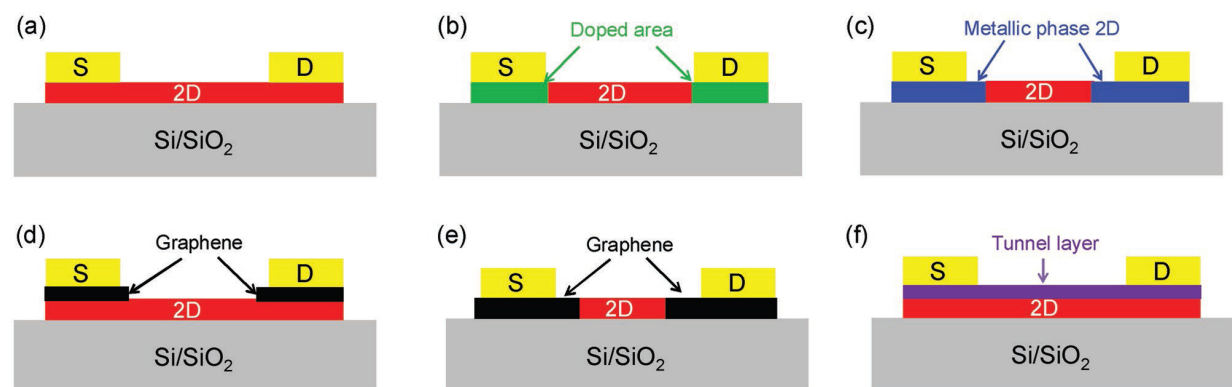 (a)
S
D
2D
Si/SiO₂
(b)
Doped area
S
D
2D
Si/SiO₂
(c)
Metallic phase 2D
S
D
2D
Si/SiO₂
(d)
Graphene
S
D
2D
Si/SiO₂
(e)
Graphene
S
D
2D
Si/SiO₂
(f)
Tunnel layer
S
D
2D
Si/SiO₂